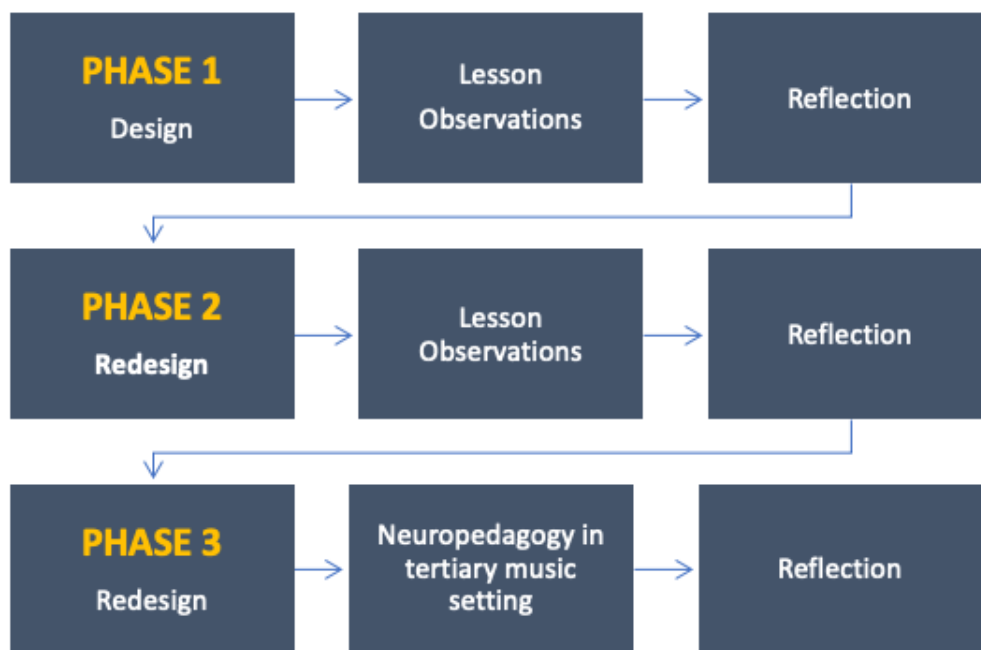 PHASE 1
Design
Lesson
Observations
Reflection
PHASE 2
Redesign
Lesson
Observations
Reflection
PHASE 3
Redesign
Neuropedagogy in
tertiary music
setting
Reflection